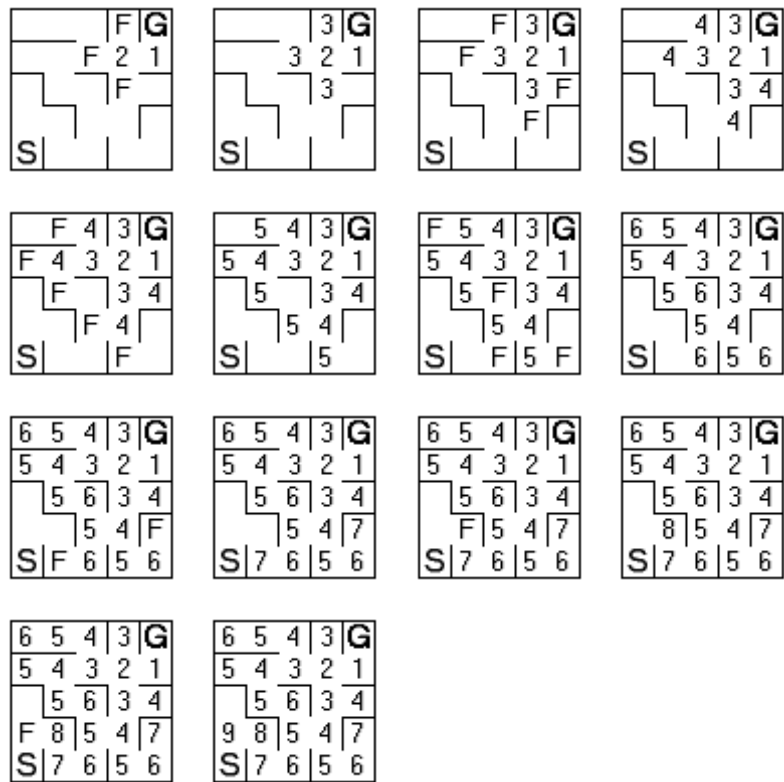 F G 3 G F 3 G 4 3 G
F 2 1 3 2 1 F 3 2 1 4 3 2 1
F 3 3 F 3 4
F 4
S S S S
F 4 3 G 5 4 3 G F 5 4 3 G 6 5 4 3 G
F 4 3 2 1 5 4 3 2 1 5 4 3 2 1 5 4 3 2 1
F 3 4 5 3 4 5 F 3 4 5 6 3 4
F 4 5 4 5 4 5 4
S F S 5 S F 5 F S 6 5 6
6 5 4 3 G 6 5 4 3 G 6 5 4 3 G 6 5 4 3 G
5 4 3 2 1 5 4 3 2 1 5 4 3 2 1 5 4 3 2 1
5 6 3 4 5 6 3 4 5 6 3 4 5 6 3 4
5 4 F 5 4 7 F 5 4 7 8 5 4 7
S F 6 5 6 S 7 6 5 6 S 7 6 5 6 S 7 6 5 6
6 5 4 3 G 6 5 4 3 G
5 4 3 2 1 5 4 3 2 1
5 6 3 4 5 6 3 4
F 8 5 4 7 9 8 5 4 7
S 7 6 5 6 S 7 6 5 6